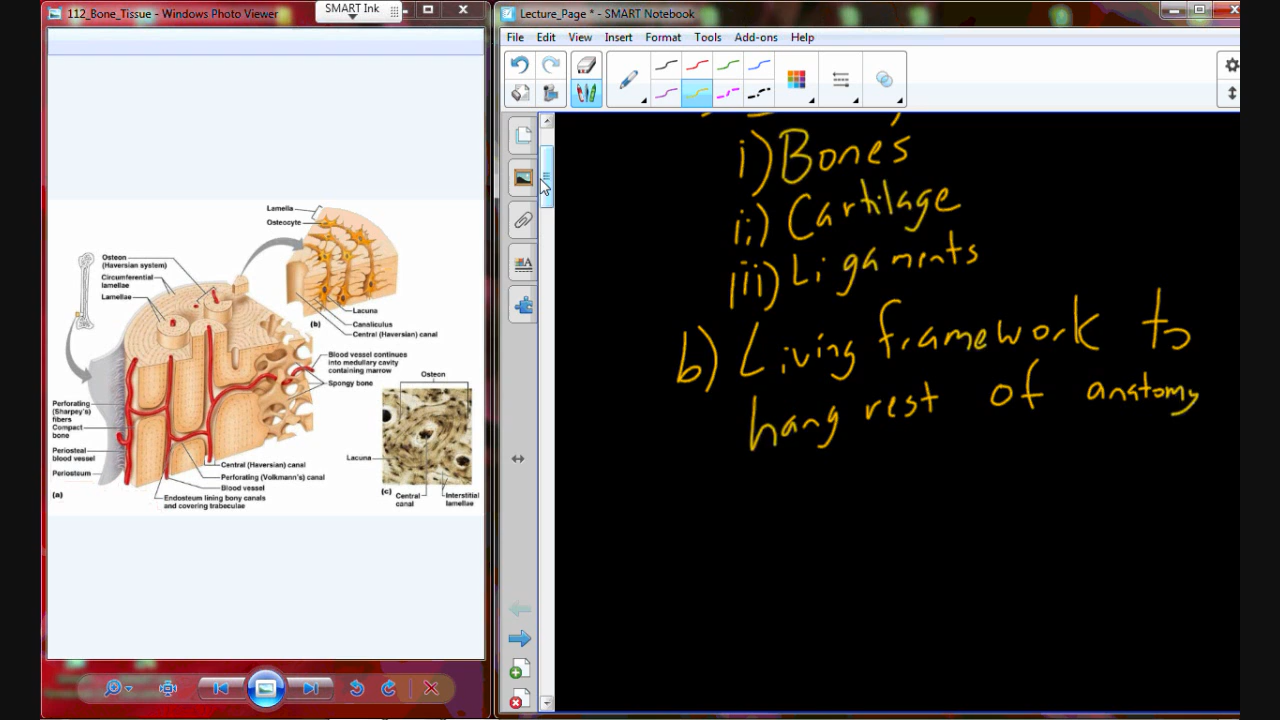 112_Bone_Tissue - Windows Photo Viewer
SMART Ink
Lamella
Osteocyte
Osteon
(Haversian system)
Circumferential
lamellae
Lamellae
Lacuna
Canaliculus
Central (Haversian) canal
(b)
Blood vessel continues
into medullary cavity
containing marrow
Spongy bone
Osteon
Perforating
(Sharpey's)
fibers
Compact
bone
Periosteal
blood vessel
Periosteum
(a)
Central (Haversian) canal
Perforating (Volkmann's) canal
Blood vessel
Endosteum lining bony canals
and covering trabeculae
Lacuna
(c)
Central
canal
Interstitial
lamellae
Lecture_Page * - SMART Notebook
File Edit View Insert Format Tools Add-ons Help
i) Bones
ii) Cartilage
iii) Ligaments
b) Living framework to
hang rest of anatomy